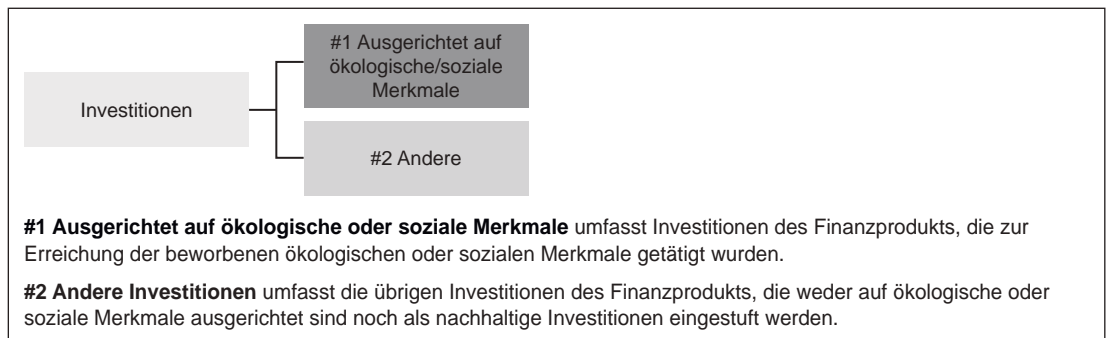 #1 Ausgerichtet auf
ökologische/soziale
Merkmale
Investitionen
#2 Andere
#1 Ausgerichtet auf ökologische oder soziale Merkmale umfasst Investitionen des Finanzprodukts, die zur
Erreichung der beworbenen ökologischen oder sozialen Merkmale getätigt wurden.
#2 Andere Investitionen umfasst die übrigen Investitionen des Finanzprodukts, die weder auf ökologische oder
soziale Merkmale ausgerichtet sind noch als nachhaltige Investitionen eingestuft werden.